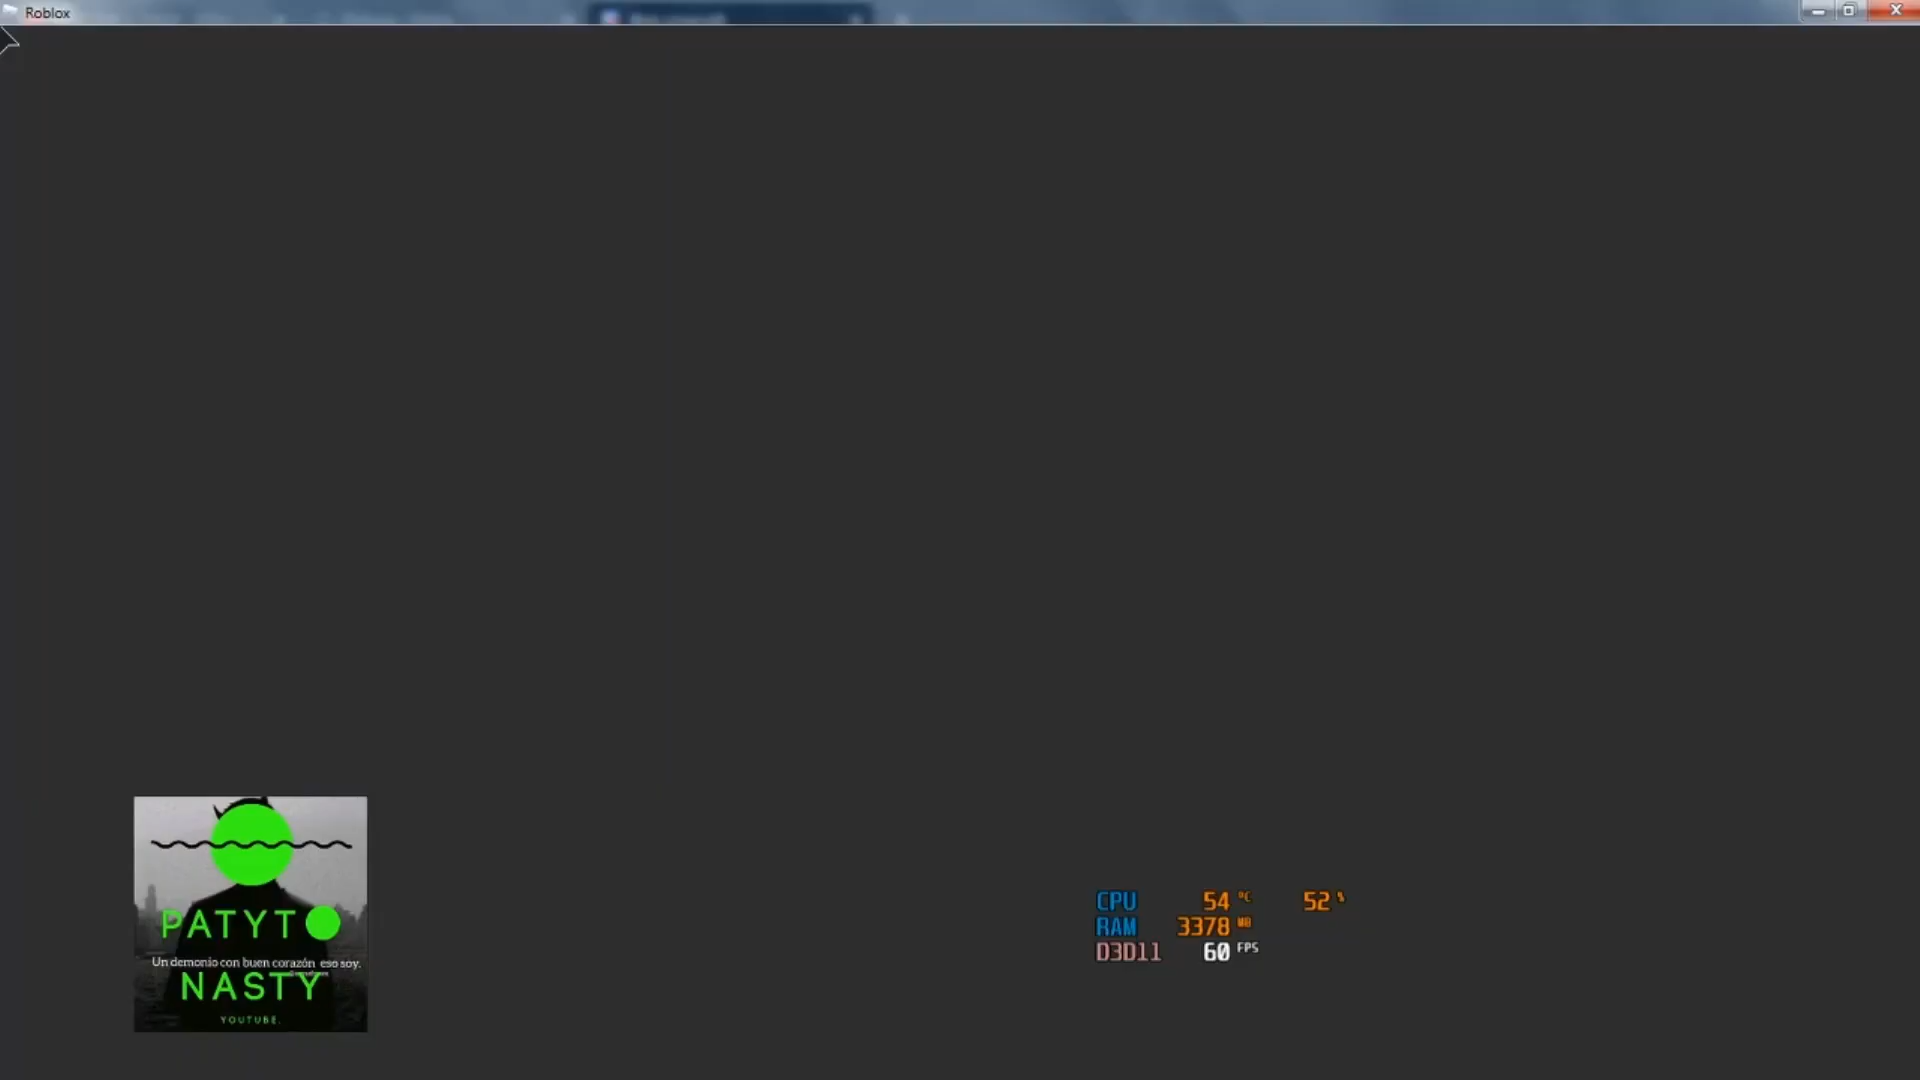 Roblox
PATYTO
Un demonio con buen corazón eso soy.
NASTY
YOUTUBE.
CPU 54 °C 52 %
RAM 3378 MB
D3D11 60 FPS